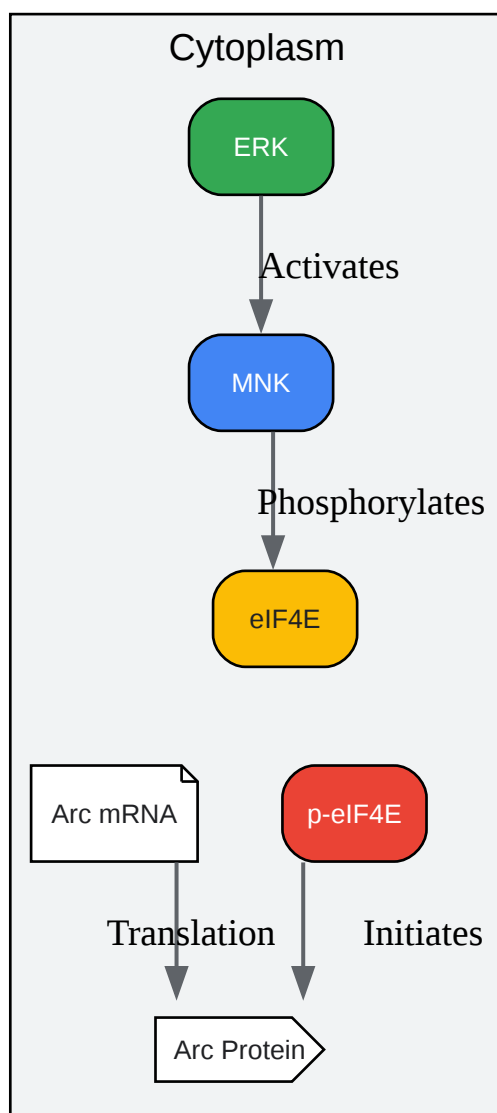 Cytoplasm
ERK
Activates
MNK
Phosphorylates
eIF4E
Arc mRNA
p-eIF4E
Translation
Initiates
Arc Protein